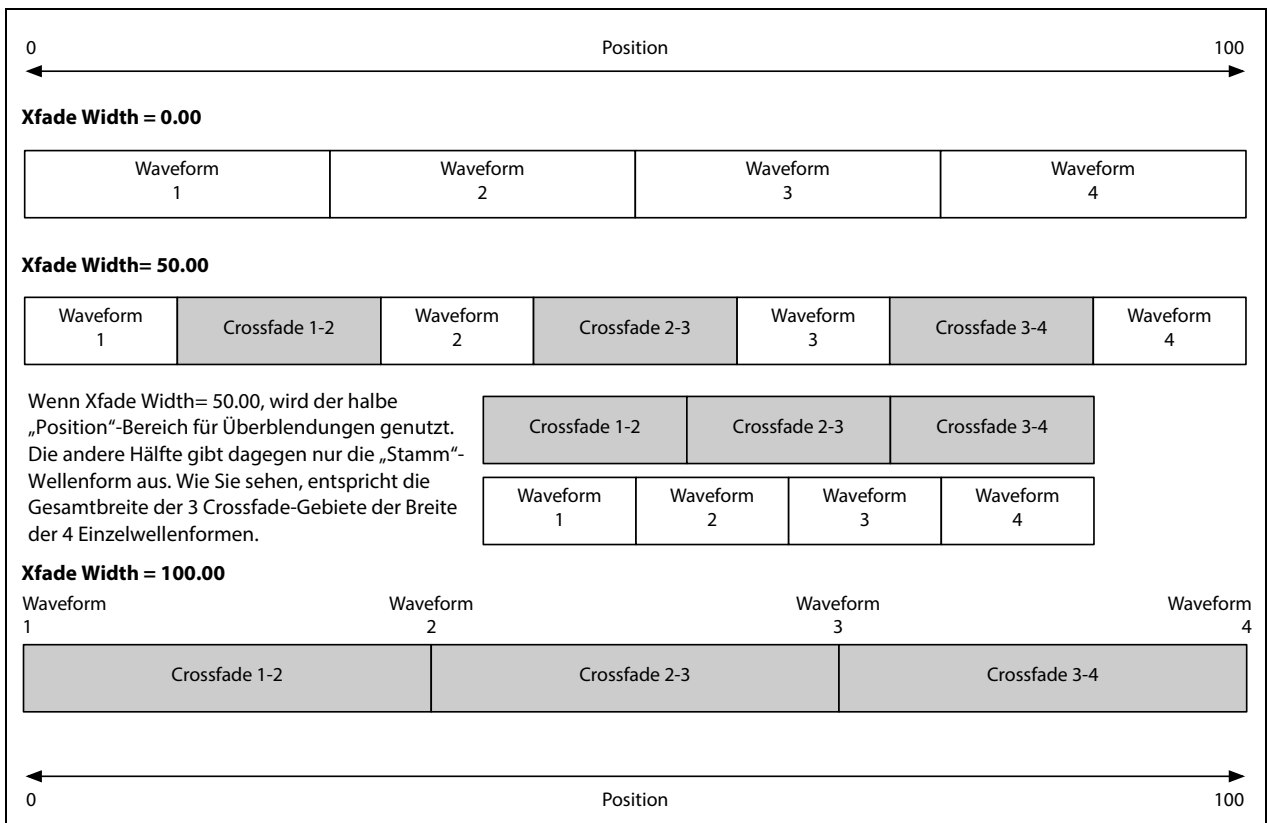 0 Position 100
Xfade Width = 0.00
Waveform 1 Waveform 2 Waveform 3 Waveform 4
Xfade Width= 50.00
Waveform 1 Crossfade 1-2 Waveform 2 Crossfade 2-3 Waveform 3 Crossfade 3-4 Waveform 4
Wenn Xfade Width= 50.00, wird der halbe
„Position“-Bereich für Überblendungen genutzt.
Die andere Hälfte gibt dagegen nur die „Stamm“-
Wellenform aus. Wie Sie sehen, entspricht die
Gesamtbreite der 3 Crossfade-Gebiete der Breite
der 4 Einzelwellenformen.
Crossfade 1-2 Crossfade 2-3 Crossfade 3-4
Waveform 1 Waveform 2 Waveform 3 Waveform 4
Xfade Width = 100.00
Waveform 1 Waveform 2 Waveform 3 Waveform 4
Crossfade 1-2 Crossfade 2-3 Crossfade 3-4
0 Position 100